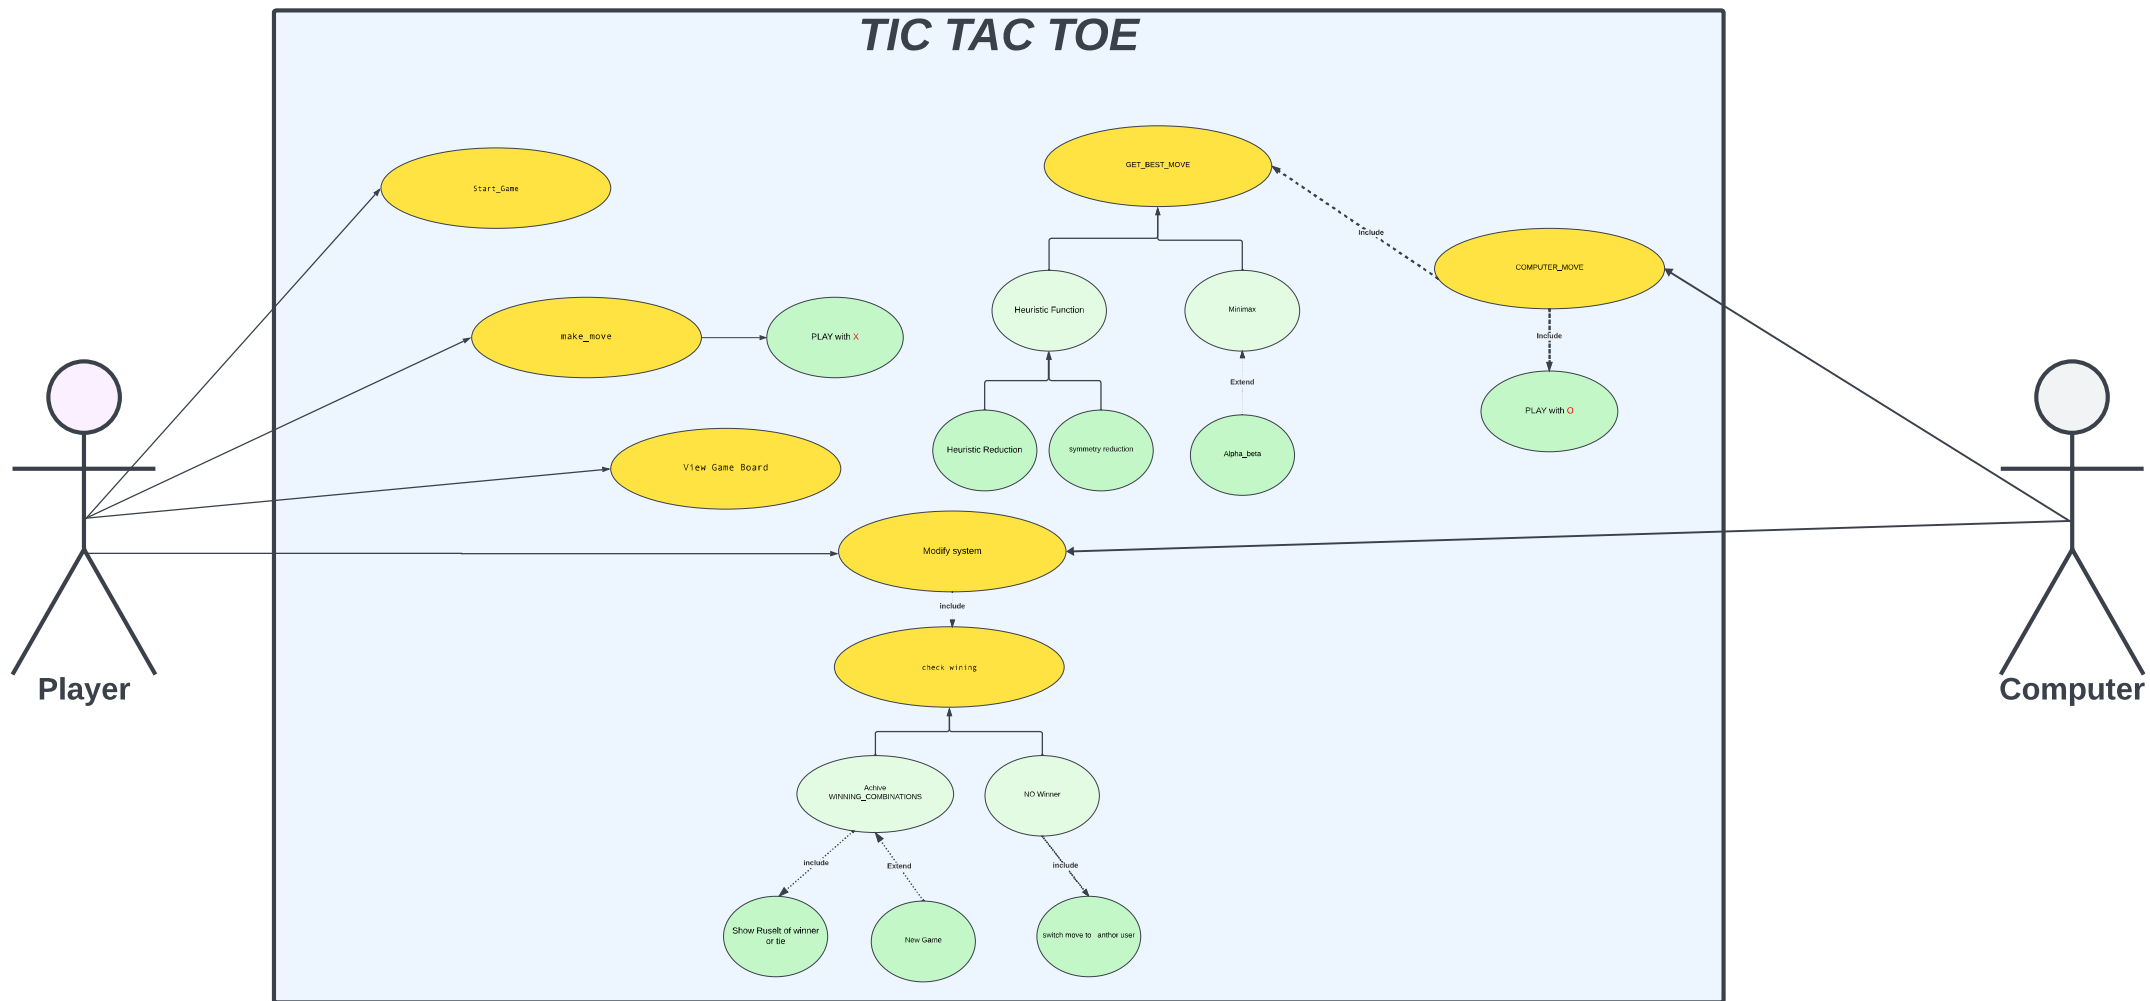 TIC TAC TOE
GET_BEST_MOVE
Start_Game
Include
COMPUTER_MOVE
Heuristic Function
Minimax
make_move
PLAY with X
Include
Extend
PLAY with O
Heuristic Reduction
symmetry reduction
Alpha_beta
View Game Board
Modify system
include
check wining
Player
Computer
Achive
WINNING_COMBINATIONS
NO Winner
include
Extend
include
Show Ruselt of winner
or tie
New Game
switch move to anthor user